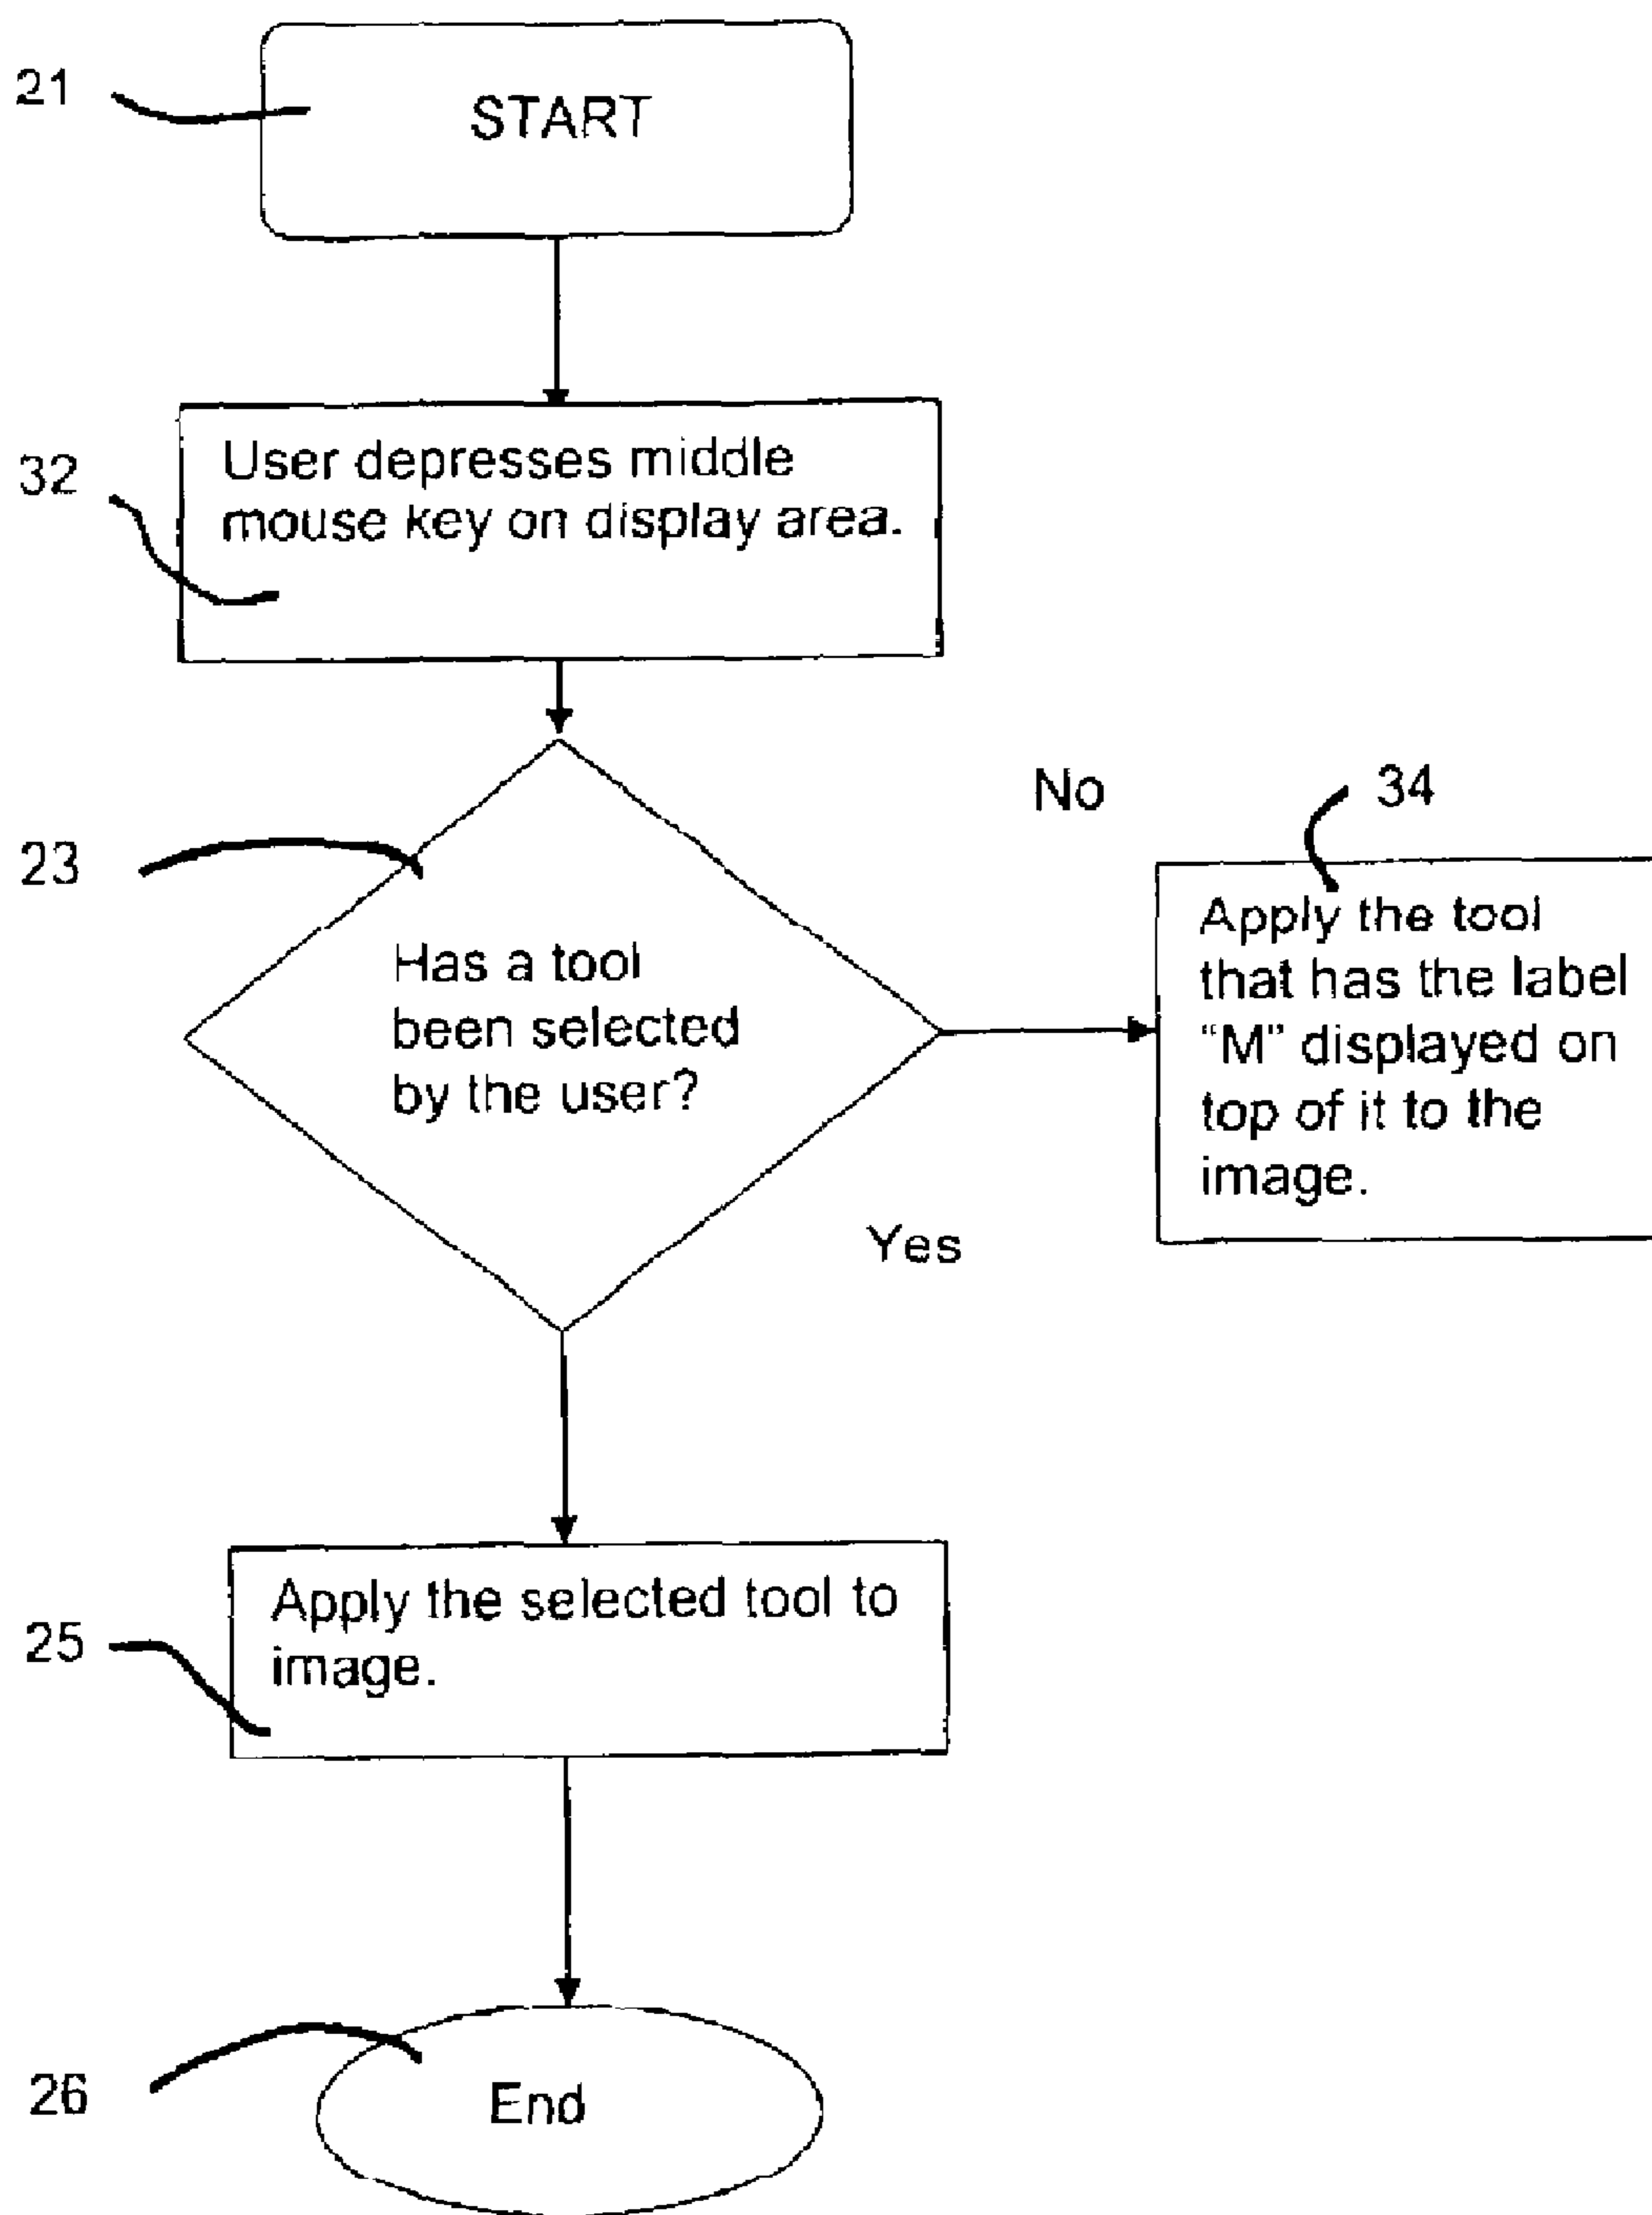 21
START
32
User depresses middle
mouse key on display area.
No
34
23
Has a tool
been selected
by the user?
Apply the tool
that has the label
“M” displayed on
top of it to the
image.
Yes
25
Apply the selected tool to
image.
26
End